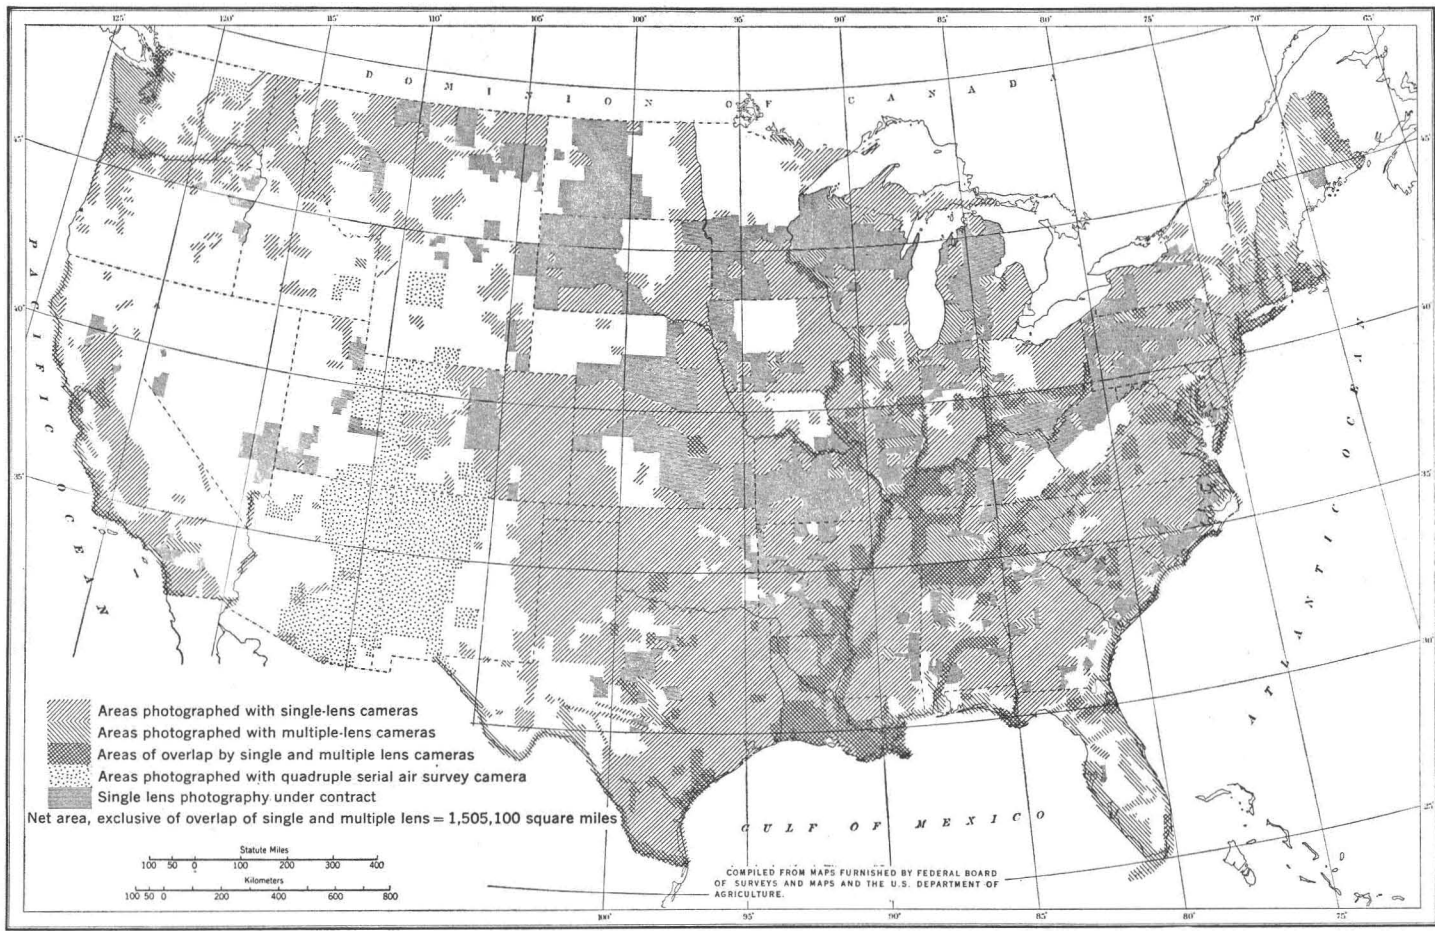 125° 120° 115° 110° 105° 100° 95° 90° 85° 80° 75° 70° 65°
DOMINION OF CANADA
45° 45°
40° 40°
35° 35°
30°
25°
PACIFIC OCEAN
ATLANTIC OCEAN
GULF OF MEXICO
Areas photographed with single-lens cameras
Areas photographed with multiple-lens cameras
Areas of overlap by single and multiple lens cameras
Areas photographed with quadruple serial air survey camera
Single lens photography under contract
Net area, exclusive of overlap of single and multiple lens = 1,505,100 square miles
Statute Miles
100 50 0 100 200 300 400
Kilometers
100 50 0 200 400 600 800
COMPILED FROM MAPS FURNISHED BY FEDERAL BOARD
OF SURVEYS AND MAPS AND THE U.S. DEPARTMENT OF
AGRICULTURE.
100° 95° 90° 85° 80° 75°